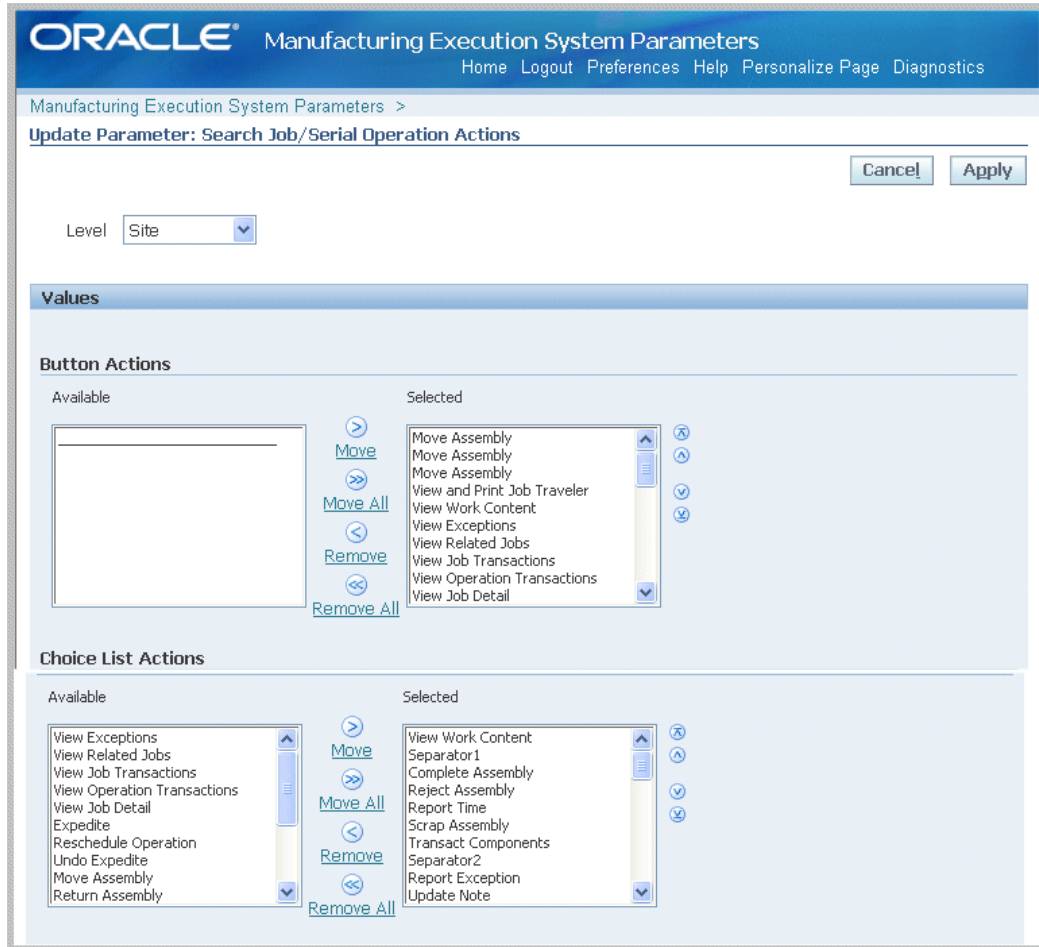 ORACLE® Manufacturing Execution System Parameters
Home Logout Preferences Help Personalize Page Diagnostics
Manufacturing Execution System Parameters >
Update Parameter: Search Job/Serial Operation Actions
Cancel Apply
Level Site
Values
Button Actions
Available
Move
Move All
Remove
Remove All
Selected
Move Assembly
Move Assembly
Move Assembly
View and Print Job Traveler
View Work Content
View Exceptions
View Related Jobs
View Job Transactions
View Operation Transactions
View Job Detail
Choice List Actions
Available
View Exceptions
View Related Jobs
View Job Transactions
View Operation Transactions
View Job Detail
Expedite
Reschedule Operation
Undo Expedite
Move Assembly
Return Assembly
Move
Move All
Remove
Remove All
Selected
View Work Content
Separator1
Complete Assembly
Reject Assembly
Report Time
Scrap Assembly
Transact Components
Separator2
Report Exception
Update Note